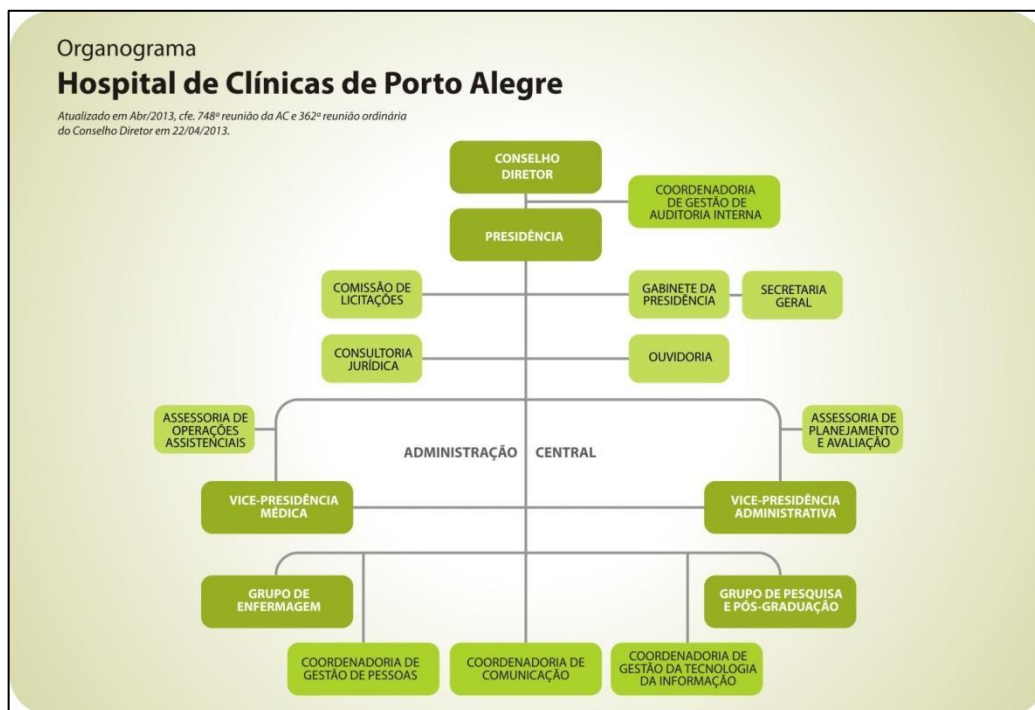 Organograma
Hospital de Clínicas de Porto Alegre
Atualizado em Abr/2013, cfe. 748ª reunião da AC e 362ª reunião ordinária
do Conselho Diretor em 22/04/2013.
CONSELHO
DIRETOR
COORDENADORIA
DE GESTÃO DE
AUDITORIA INTERNA
PRESIDÊNCIA
COMISSÃO DE
LICITAÇÕES
GABINETE DA
PRESIDÊNCIA
SECRETARIA
GERAL
CONSULTORIA
JURÍDICA
OUVIDORIA
ASSESSORIA DE
OPERAÇÕES
ASSISTENCIAIS
ASSESSORIA DE
PLANEJAMENTO
E AVALIAÇÃO
ADMINISTRAÇÃO CENTRAL
VICE-PRESIDÊNCIA
MÉDICA
VICE-PRESIDÊNCIA
ADMINISTRATIVA
GRUPO DE
ENFERMAGEM
GRUPO DE PESQUISA
E PÓS-GRADUAÇÃO
COORDENADORIA DE
GESTÃO DE PESSOAS
COORDENADORIA DE
COMUNICAÇÃO
COORDENADORIA DE
GESTÃO DA TECNOLOGIA
DA INFORMAÇÃO